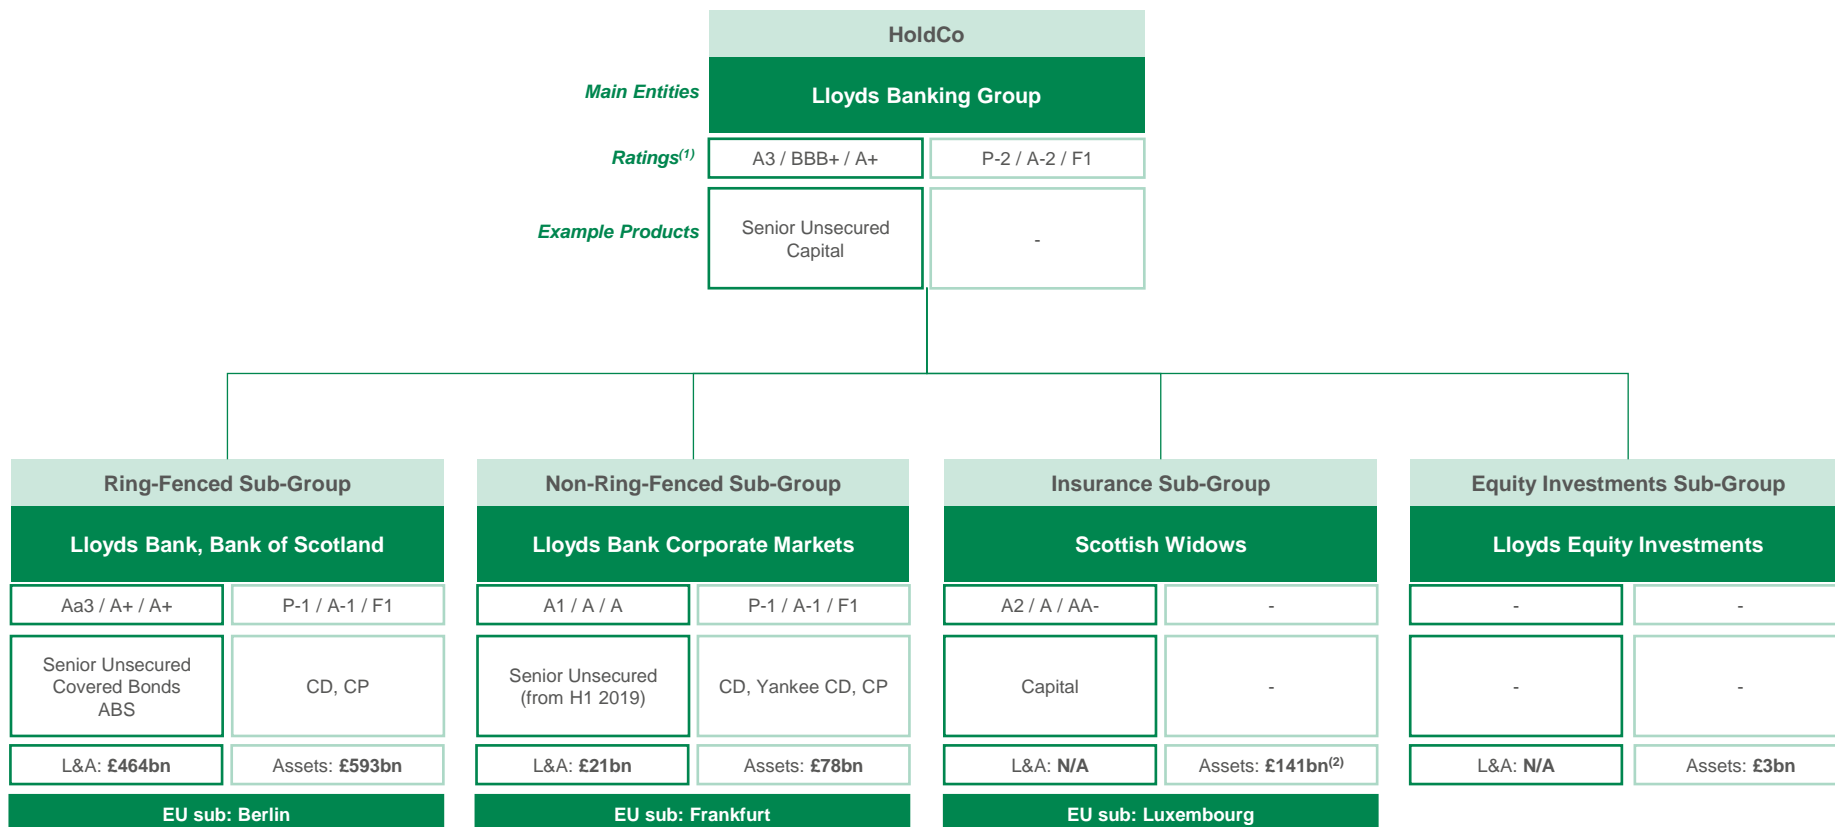 HoldCo
Main Entities
Lloyds Banking Group
Ratings(1)
A3 / BBB+ / A+
P-2 / A-2 / F1
Example Products
Senior Unsecured
Capital
-
Ring-Fenced Sub-Group
Lloyds Bank, Bank of Scotland
Aa3 / A+ / A+
P-1 / A-1 / F1
Senior Unsecured
Covered Bonds
ABS
CD, CP
L&A: £464bn
Assets: £593bn
EU sub: Berlin
Non-Ring-Fenced Sub-Group
Lloyds Bank Corporate Markets
A1 / A / A
P-1 / A-1 / F1
Senior Unsecured
(from H1 2019)
CD, Yankee CD, CP
L&A: £21bn
Assets: £78bn
EU sub: Frankfurt
Insurance Sub-Group
Scottish Widows
A2 / A / AA-
-
Capital
-
L&A: N/A
Assets: £141bn(2)
EU sub: Luxembourg
Equity Investments Sub-Group
Lloyds Equity Investments
-
-
-
-
L&A: N/A
Assets: £3bn